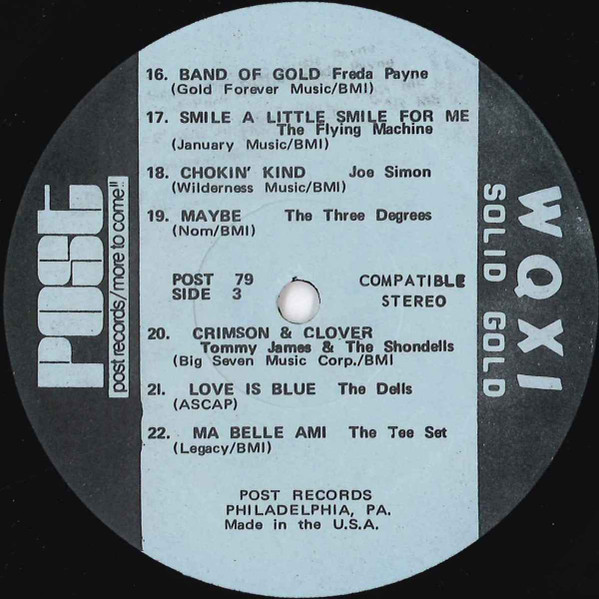 POST
post records/more to come!!
16. BAND OF GOLD Freda Payne
(Gold Forever Music/BMI)
17. SMILE A LITTLE SMILE FOR ME
The Flying Machine
(January Music/BMI)
18. CHOKIN' KIND Joe Simon
(Wilderness Music/BMI)
19. MAYBE The Three Degrees
(Nom/BMI)
POST 79 COMPATIBLE
SIDE 3 STEREO
20. CRIMSON & CLOVER
Tommy James & The Shondells
(Big Seven Music Corp./BMI
21. LOVE IS BLUE The Dells
(ASCAP)
22. MA BELLE AMI The Tee Set
(Legacy/BMI)
POST RECORDS
PHILADELPHIA, PA.
Made in the U.S.A.
WQXI
SOLID GOLD